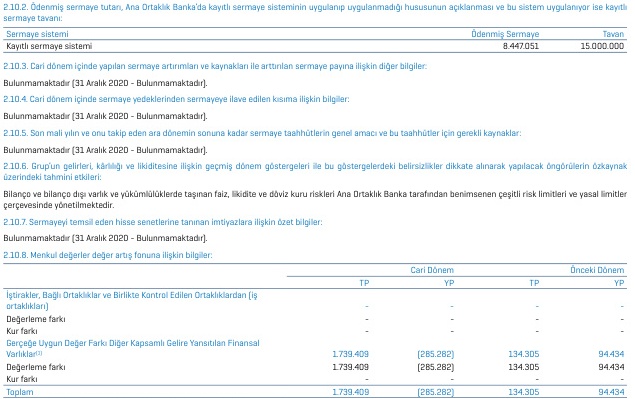 2.10.2. Ödenmiş sermaye tutarı, Ana Ortaklık Banka'da kayıtlı sermaye sisteminin uygulanıp uygulanmadığı hususunun açıklanması ve bu sistem uygulanıyor ise kayıtlı
sermaye tavanı:
Sermaye sistemi Ödenmiş Sermaye Tavan
Kayıtlı sermaye sistemi 8.447.051 15.000.000
2.10.3. Cari dönem içinde yapılan sermaye artırımları ve kaynakları ile arttırılan sermaye payına ilişkin diğer bilgiler:
Bulunmamaktadır (31 Aralık 2020 - Bulunmamaktadır).
2.10.4. Cari dönem içinde sermaye yedeklerinden sermayeye ilave edilen kısıma ilişkin bilgiler:
Bulunmamaktadır (31 Aralık 2020 - Bulunmamaktadır).
2.10.5. Son mali yılın ve onu takip eden ara dönemin sonuna kadar sermaye taahhütlerin genel amacı ve bu taahhütler için gerekli kaynaklar:
Bulunmamaktadır (31 Aralık 2020 - Bulunmamaktadır).
2.10.6. Grup'un gelirleri, kârlılığı ve likiditesine ilişkin geçmiş dönem göstergeleri ile bu göstergelerdeki belirsizlikler dikkate alınarak yapılacak öngörülerin özkaynak
üzerindeki tahmini etkileri:
Bilanço ve bilanço dışı varlık ve yükümlülüklerde taşınan faiz, likidite ve döviz kuru riskleri Ana Ortaklık Banka tarafından benimsenen çeşitli risk limitleri ve yasal limitler
çerçevesinde yönetilmektedir.
2.10.7. Sermayeyi temsil eden hisse senetlerine tanınan imtiyazlara ilişkin özet bilgiler:
Bulunmamaktadır (31 Aralık 2020 - Bulunmamaktadır).
2.10.8. Menkul değerler değer artış fonuna ilişkin bilgiler:
Cari Dönem Önceki Dönem
TP YP TP YP
İştirakler, Bağlı Ortaklıklar ve Birlikte Kontrol Edilen Ortaklıklardan (iş
ortaklıkları) - - - -
Değerleme farkı - - - -
Kur farkı - - - -
Gerçeğe Uygun Değer Farkı Diğer Kapsamlı Gelire Yansıtılan Finansal
Varlıklar(1) 1.739.409 (285.282) 134.305 94.434
Değerleme farkı 1.739.409 (285.282) 134.305 94.434
Kur farkı - - - -
Toplam 1.739.409 (285.282) 134.305 94.434